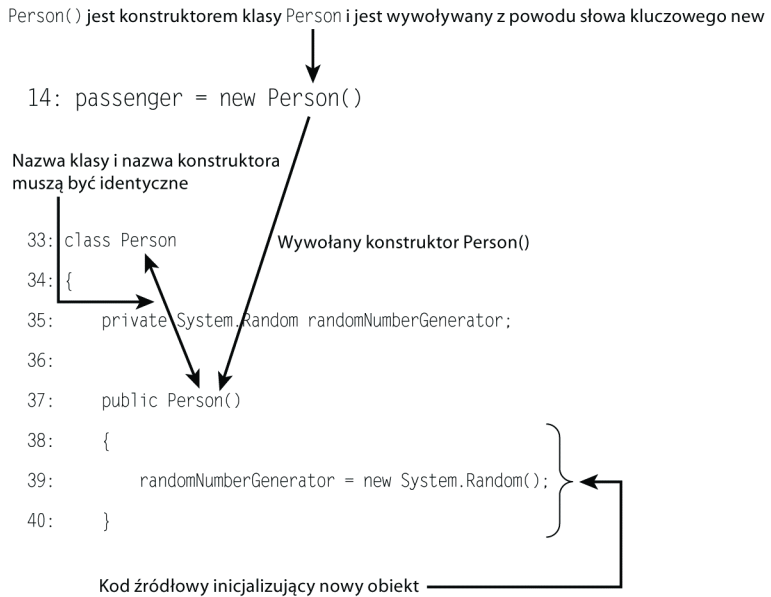 Person() jest konstruktorem klasy Person i jest wywoływany z powodu słowa kluczowego new
14: passenger = new Person()
Nazwa klasy i nazwa konstruktora
muszą być identyczne
33: class Person
Wywołany konstruktor Person()
34: {
35: private System.Random randomNumberGenerator;
36:
37: public Person()
38: {
39: randomNumberGenerator = new System.Random();
40: }
Kod źródłowy inicjalizujący nowy obiekt